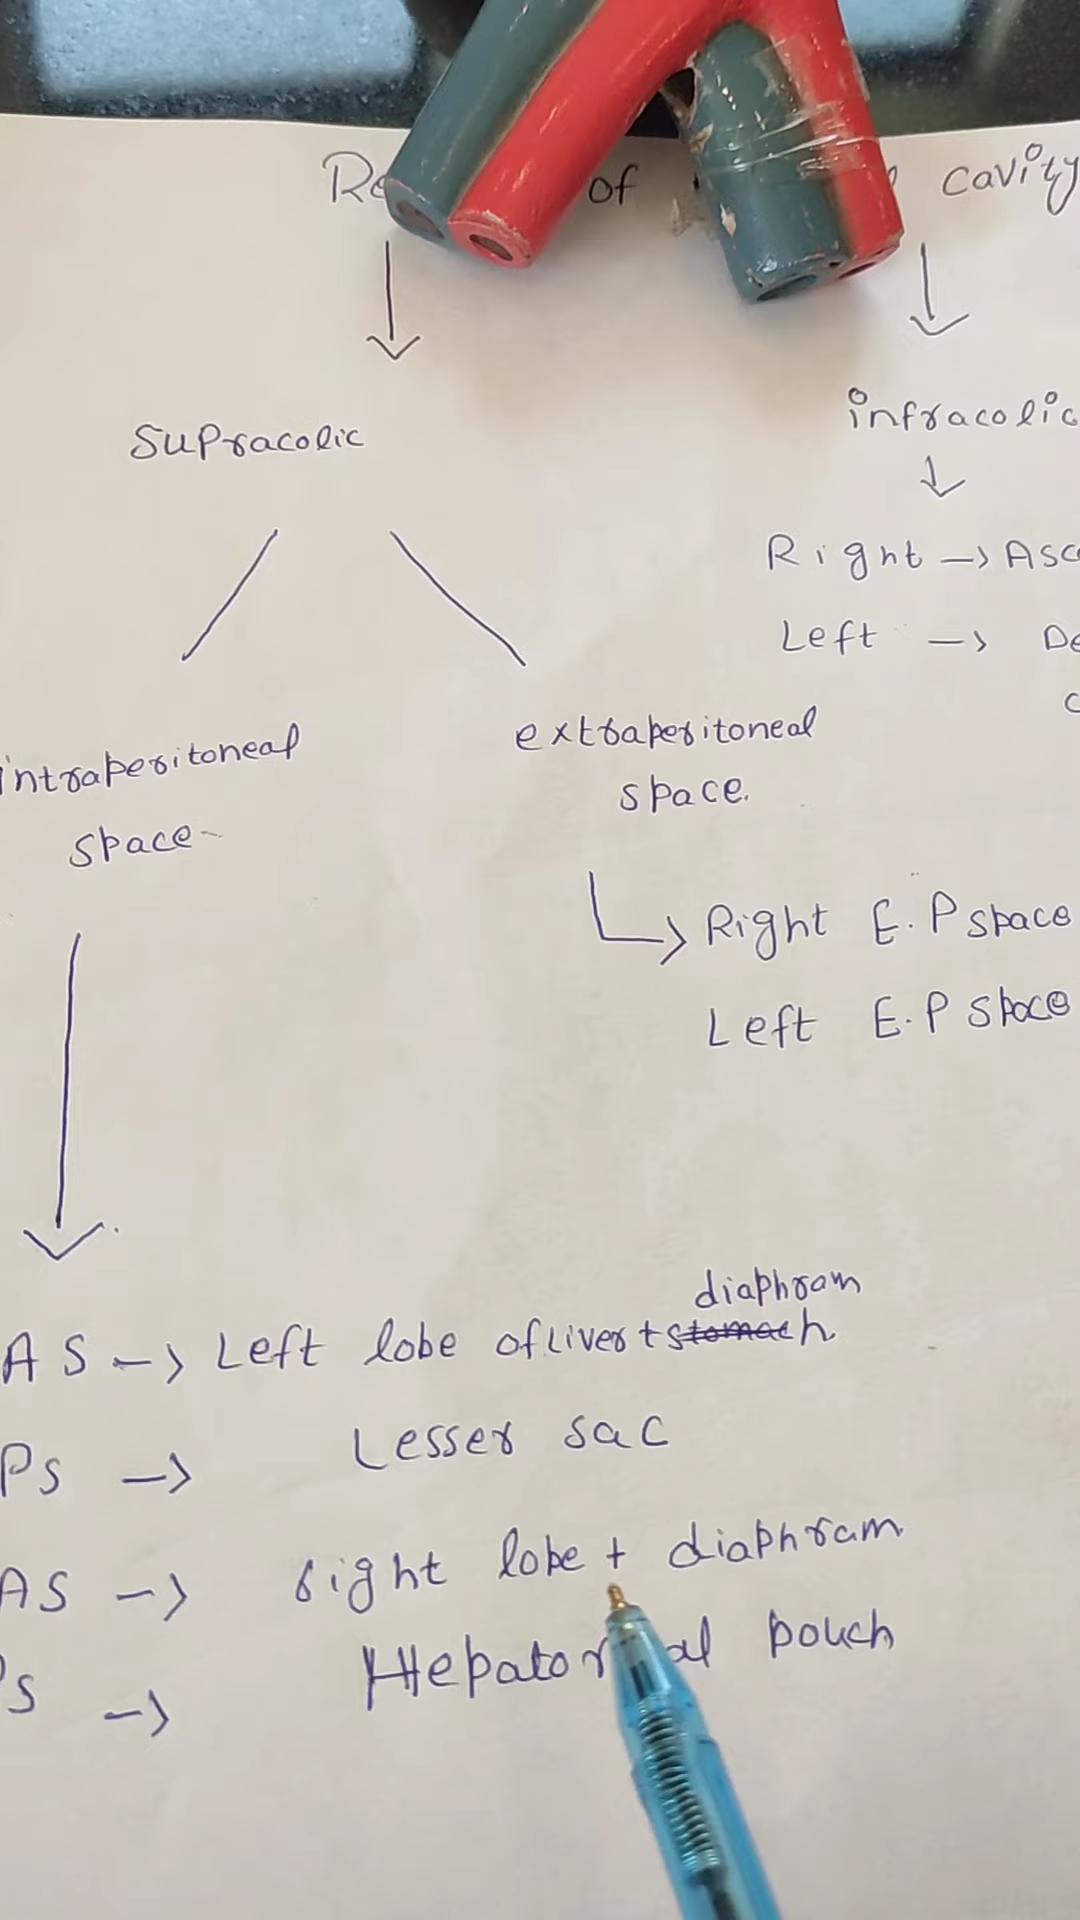 of cavity
Supracolic
infracolic
Right → Asc
Left → De
c
intraperitoneal
space
extraperitoneal
space.
Right E.P space
Left E.P space
AS → Left lobe of Liver + stomach diaphram
Ps → Lesser sac
AS → right lobe + diaphram
s → pouch